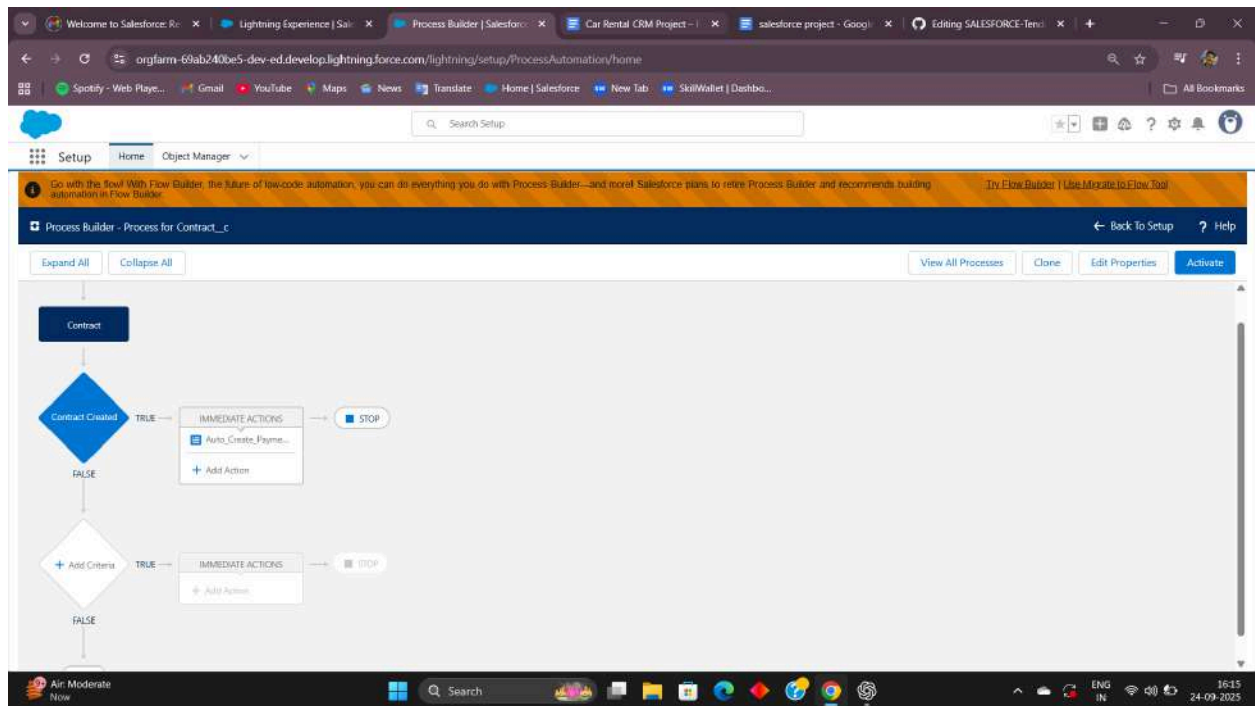 Welcome to Salesforce: Re
Lightning Experience | Sale
Process Builder | Salesforc
Car Rental CRM Project – I
salesforce project - Google
Editing SALESFORCE-Tend
orgfarm-69ab240be5-dev-ed.develop.lightning.force.com/lightning/setup/ProcessAutomation/home
Spotify - Web Playe... Gmail YouTube Maps News Translate Home | Salesforce New Tab SkillWallet | Dashbo... All Bookmarks
Search Setup
Setup Home Object Manager
Go with the flow! With Flow Builder, the future of low-code automation, you can do everything you do with Process Builder—and more! Salesforce plans to retire Process Builder and recommends building Try Flow Builder | Use Migrate to Flow Tool
automation in Flow Builder.
Process Builder - Process for Contract__c Back To Setup ? Help
Expand All Collapse All View All Processes Clone Edit Properties Activate
Contract
Contract Created TRUE IMMEDIATE ACTIONS STOP
Auto_Create_Payme...
+ Add Action
FALSE
+ Add Criteria TRUE IMMEDIATE ACTIONS STOP
+ Add Action
FALSE
Air: Moderate
Now
Search
ENG
IN
16:15
24-09-2025